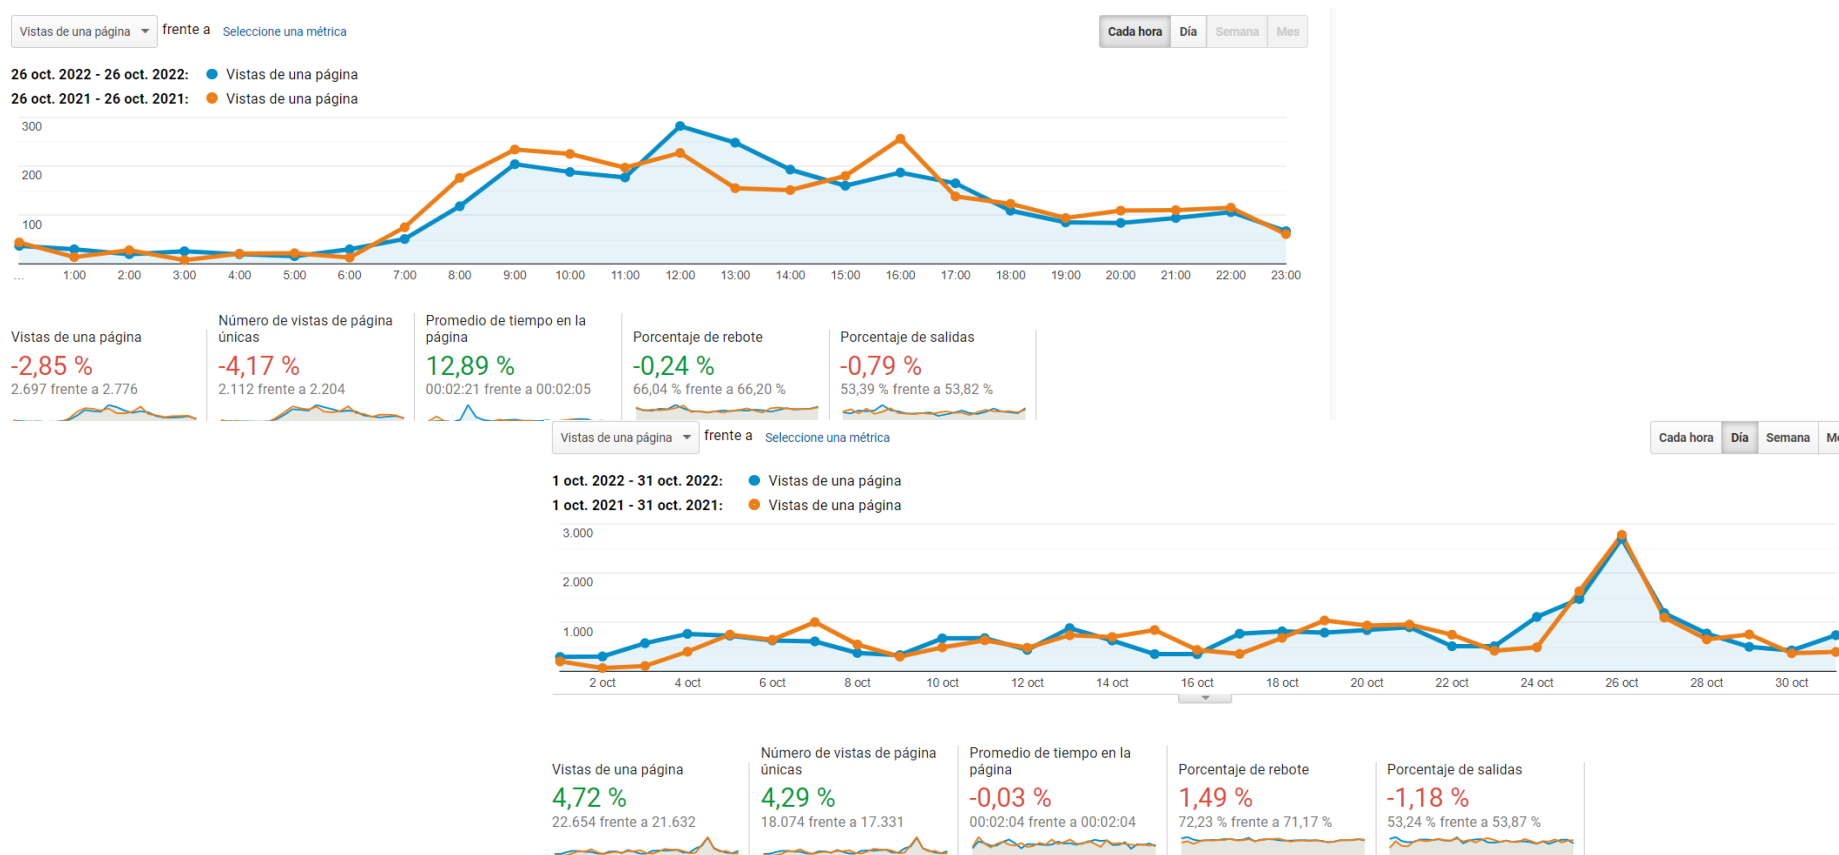 Vistas de una página frente a Seleccione una métrica Cada hora Día Semana Mes
26 oct. 2022 - 26 oct. 2022: Vistas de una página
26 oct. 2021 - 26 oct. 2021: Vistas de una página
300
200
100
... 1:00 2:00 3:00 4:00 5:00 6:00 7:00 8:00 9:00 10:00 11:00 12:00 13:00 14:00 15:00 16:00 17:00 18:00 19:00 20:00 21:00 22:00 23:00
Vistas de una página
-2,85 %
2.697 frente a 2.776
Número de vistas de página
únicas
-4,17 %
2.112 frente a 2.204
Promedio de tiempo en la
página
12,89 %
00:02:21 frente a 00:02:05
Porcentaje de rebote
-0,24 %
66,04 % frente a 66,20 %
Porcentaje de salidas
-0,79 %
53,39 % frente a 53,82 %
Vistas de una página frente a Seleccione una métrica Cada hora Día Semana M
1 oct. 2022 - 31 oct. 2022: Vistas de una página
1 oct. 2021 - 31 oct. 2021: Vistas de una página
3.000
2.000
1.000
2 oct 4 oct 6 oct 8 oct 10 oct 12 oct 14 oct 16 oct 18 oct 20 oct 22 oct 24 oct 26 oct 28 oct 30 oct
Vistas de una página
4,72 %
22.654 frente a 21.632
Número de vistas de página
únicas
4,29 %
18.074 frente a 17.331
Promedio de tiempo en la
página
-0,03 %
00:02:04 frente a 00:02:04
Porcentaje de rebote
1,49 %
72,23 % frente a 71,17 %
Porcentaje de salidas
-1,18 %
53,24 % frente a 53,87 %